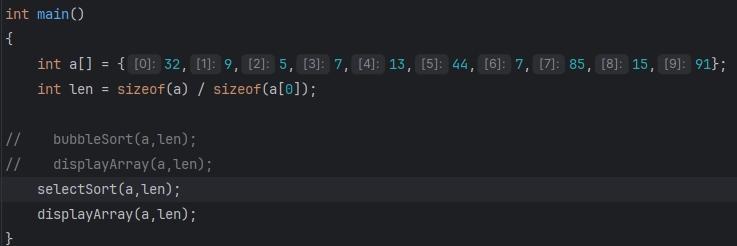 int main()
{
    int a[] = {[0]: 32,[1]: 9,[2]: 5,[3]: 7,[4]: 13,[5]: 44,[6]: 7,[7]: 85,[8]: 15,[9]: 91};
    int len = sizeof(a) / sizeof(a[0]);
//    bubbleSort(a,len);
//    displayArray(a,len);
    selectSort(a,len);
    displayArray(a,len);
}